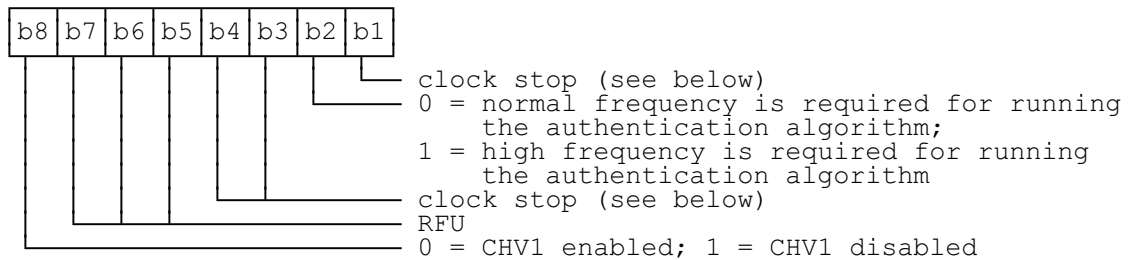 b8 b7 b6 b5 b4 b3 b2 b1
clock stop (see below)
0 = normal frequency is required for running
the authentication algorithm;
1 = high frequency is required for running
the authentication algorithm
clock stop (see below)
RFU
0 = CHV1 enabled; 1 = CHV1 disabled